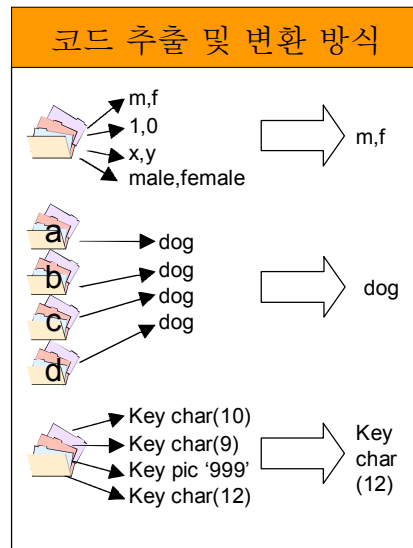 코드 추출 및 변환 방식
m,f
1,0
x,y
male,female
m,f
a
dog
b
dog
c
dog
d
dog
dog
Key char(10)
Key char(9)
Key pic ‘999’
Key char(12)
Key
char
(12)